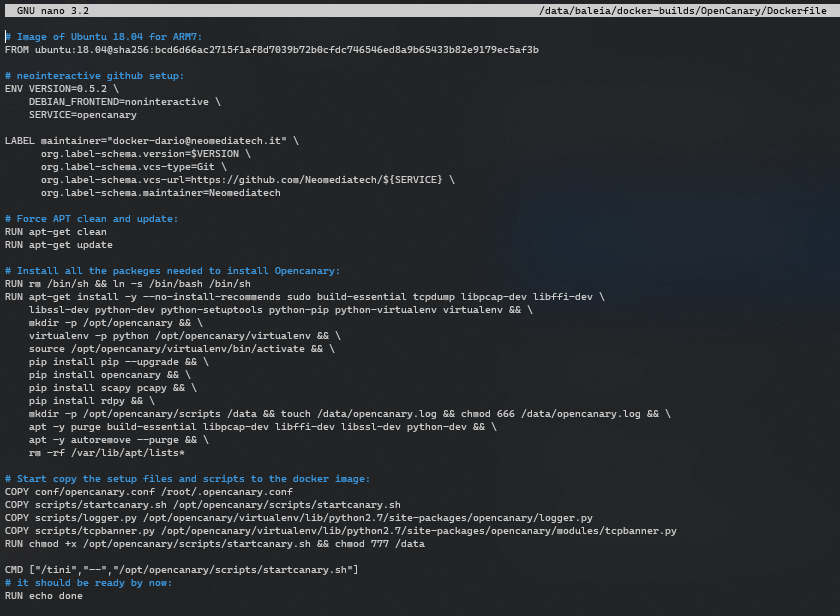 GNU nano 3.2 /data/baleia/docker-builds/OpenCanary/Dockerfile
# Image of Ubuntu 18.04 for ARM7:
FROM ubuntu:18.04@sha256:bcd6d66ac2715f1af8d7039b72b0cfdc746546ed8a9b65433b82e9179ec5af3b
# neointeractive github setup:
ENV VERSION=0.5.2 \
DEBIAN_FRONTEND=noninteractive \
SERVICE=opencanary
LABEL maintainer="docker-dario@neomediatech.it" \
org.label-schema.version=$VERSION \
org.label-schema.vcs-type=Git \
org.label-schema.vcs-url=https://github.com/Neomediatech/${SERVICE} \
org.label-schema.maintainer=Neomediatech
# Force APT clean and update:
RUN apt-get clean
RUN apt-get update
# Install all the packeges needed to install Opencanary:
RUN rm /bin/sh && ln -s /bin/bash /bin/sh
RUN apt-get install -y --no-install-recommends sudo build-essential tcpdump libpcap-dev libffi-dev \
libssl-dev python-dev python-setuptools python-pip python-virtualenv virtualenv && \
mkdir -p /opt/opencanary && \
virtualenv -p python /opt/opencanary/virtualenv && \
source /opt/opencanary/virtualenv/bin/activate && \
pip install pip --upgrade && \
pip install opencanary && \
pip install scapy pcapy && \
pip install rdpy && \
mkdir -p /opt/opencanary/scripts /data && touch /data/opencanary.log && chmod 666 /data/opencanary.log && \
apt -y purge build-essential libpcap-dev libffi-dev libssl-dev python-dev && \
apt -y autoremove --purge && \
rm -rf /var/lib/apt/lists*
# Start copy the setup files and scripts to the docker image:
COPY conf/opencanary.conf /root/.opencanary.conf
COPY scripts/startcanary.sh /opt/opencanary/scripts/startcanary.sh
COPY scripts/logger.py /opt/opencanary/virtualenv/lib/python2.7/site-packages/opencanary/logger.py
COPY scripts/tcpbanner.py /opt/opencanary/virtualenv/lib/python2.7/site-packages/opencanary/modules/tcpbanner.py
RUN chmod +x /opt/opencanary/scripts/startcanary.sh && chmod 777 /data
CMD ["/tini","--","/opt/opencanary/scripts/startcanary.sh"]
# it should be ready by now:
RUN echo done